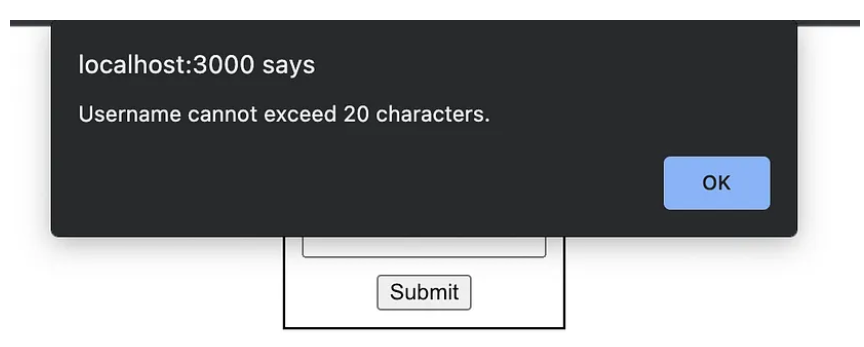 localhost:3000 says
Username cannot exceed 20 characters.
OK
Submit